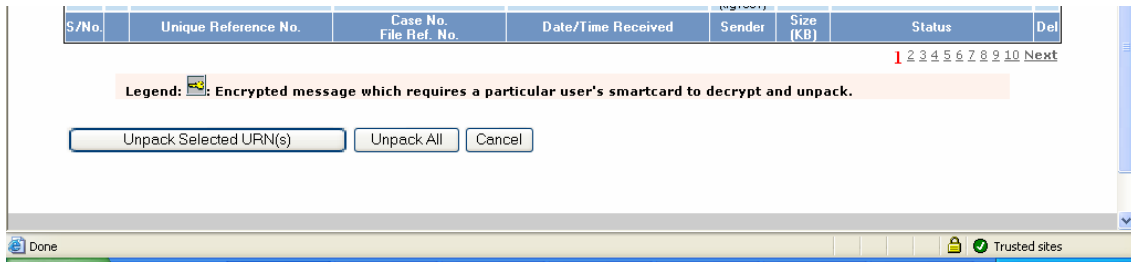 S/No. Unique Reference No. Case No. File Ref. No. Date/Time Received Sender Size (KB) Status Del
1 2 3 4 5 6 7 8 9 10 Next
Legend: : Encrypted message which requires a particular user's smartcard to decrypt and unpack.
Unpack Selected URN(s) Unpack All Cancel
Done Trusted sites